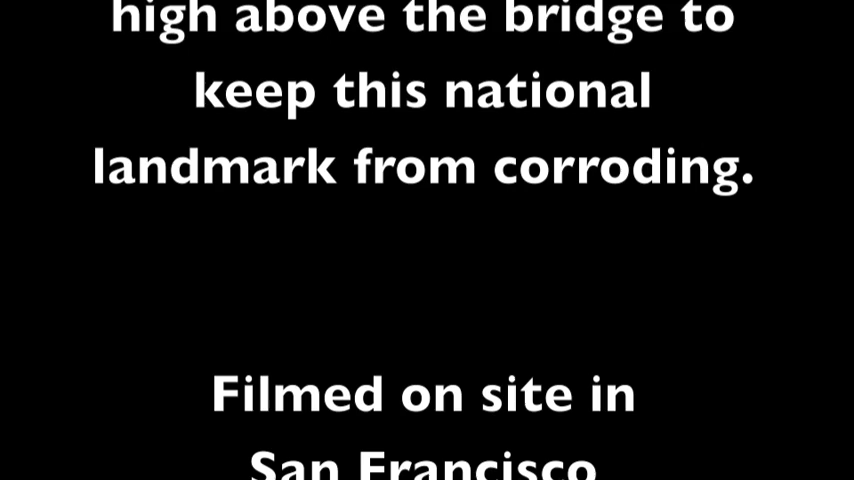 high above the bridge to
keep this national
landmark from corroding.
Filmed on site in
San Francisco